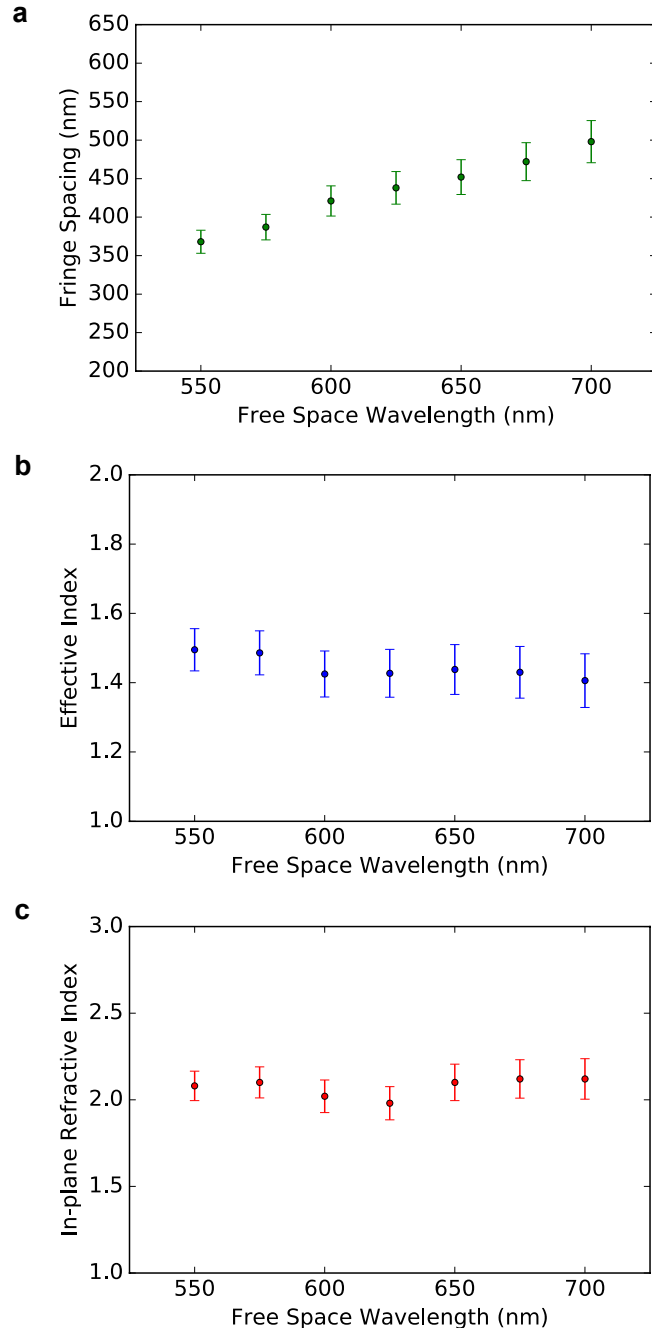 a
650
600
550
500
450
400
350
300
250
200
Fringe Spacing (nm)
550 600 650 700
Free Space Wavelength (nm)
b
2.0
1.8
1.6
1.4
1.2
1.0
Effective Index
550 600 650 700
Free Space Wavelength (nm)
c
3.0
2.5
2.0
1.5
1.0
In-plane Refractive Index
550 600 650 700
Free Space Wavelength (nm)